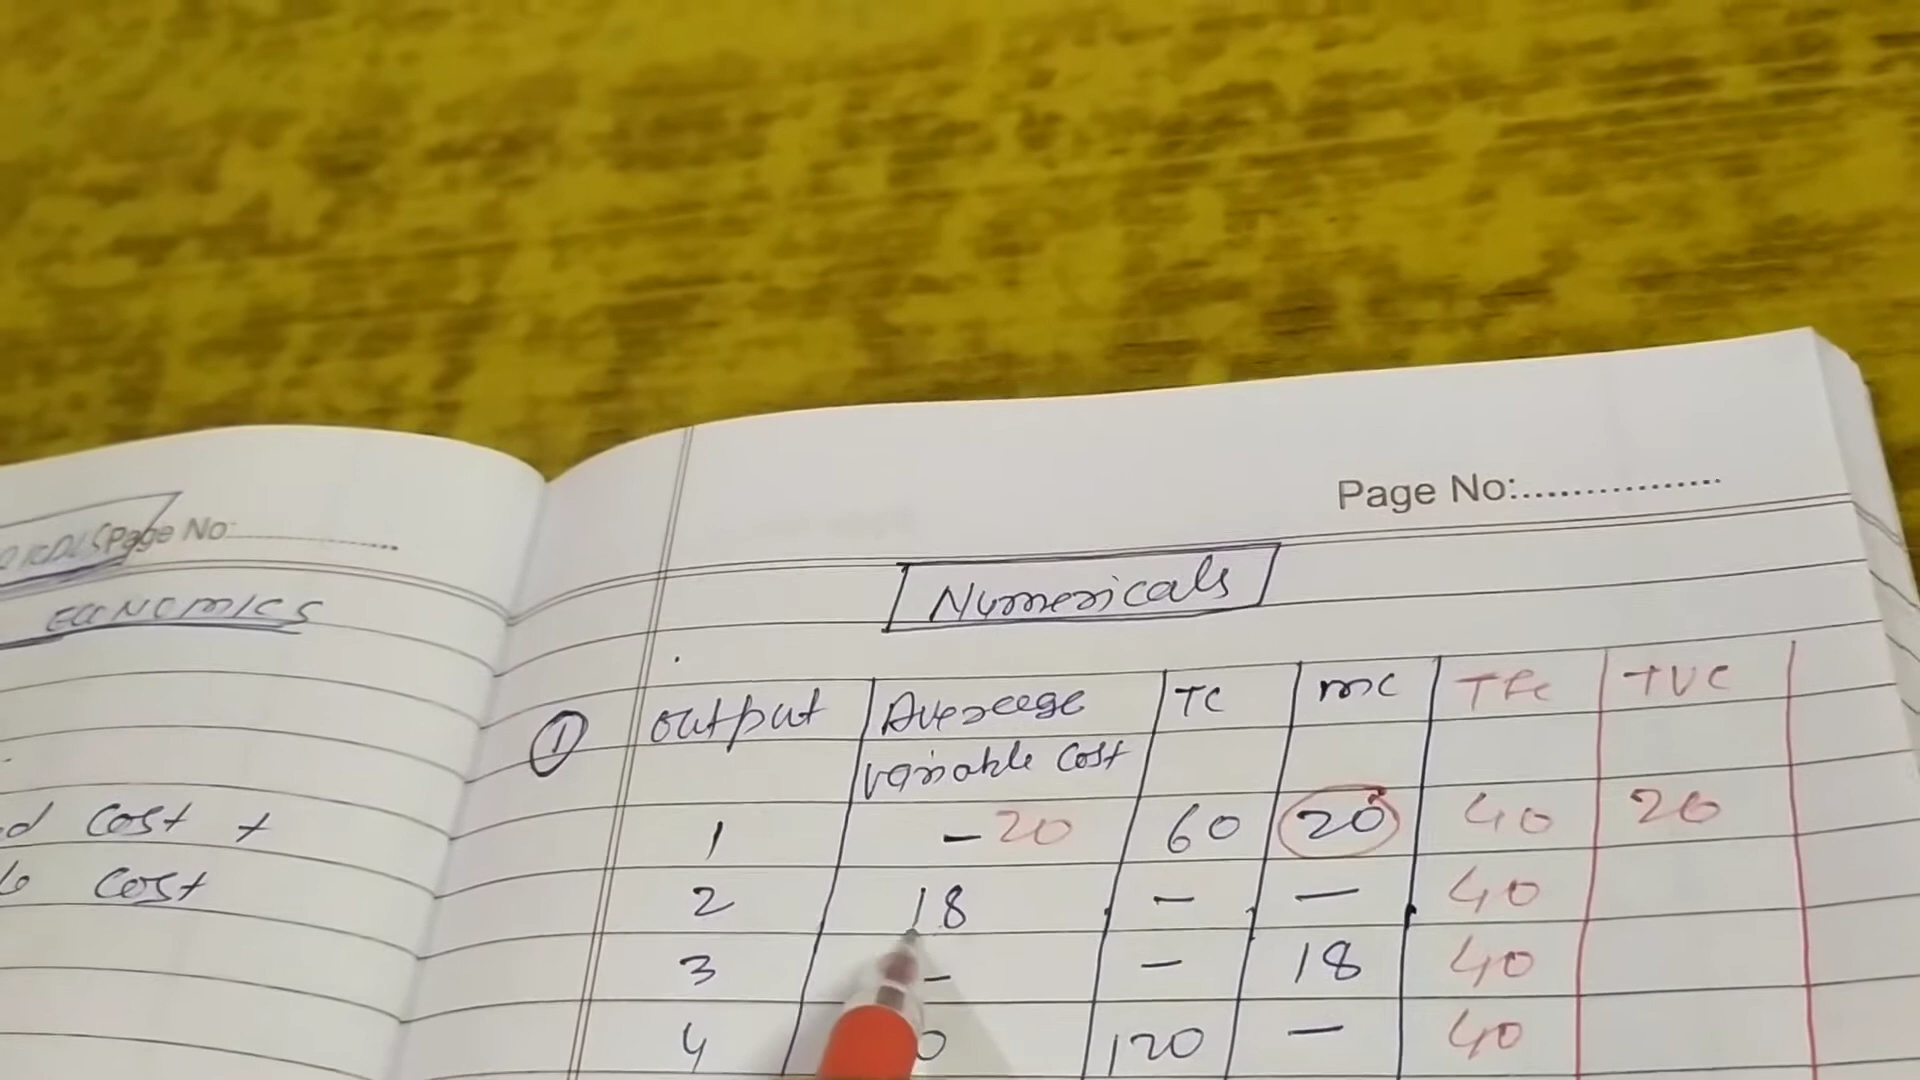 Page No:
ECONOMICS
d cost +
cost
Page No:..................
Numericals
① output Average TC mc TFC TVC
variable cost
1 – 20 60 20 40 20
2 18 – – 40
3 – – 18 40
4 0 120 – 40